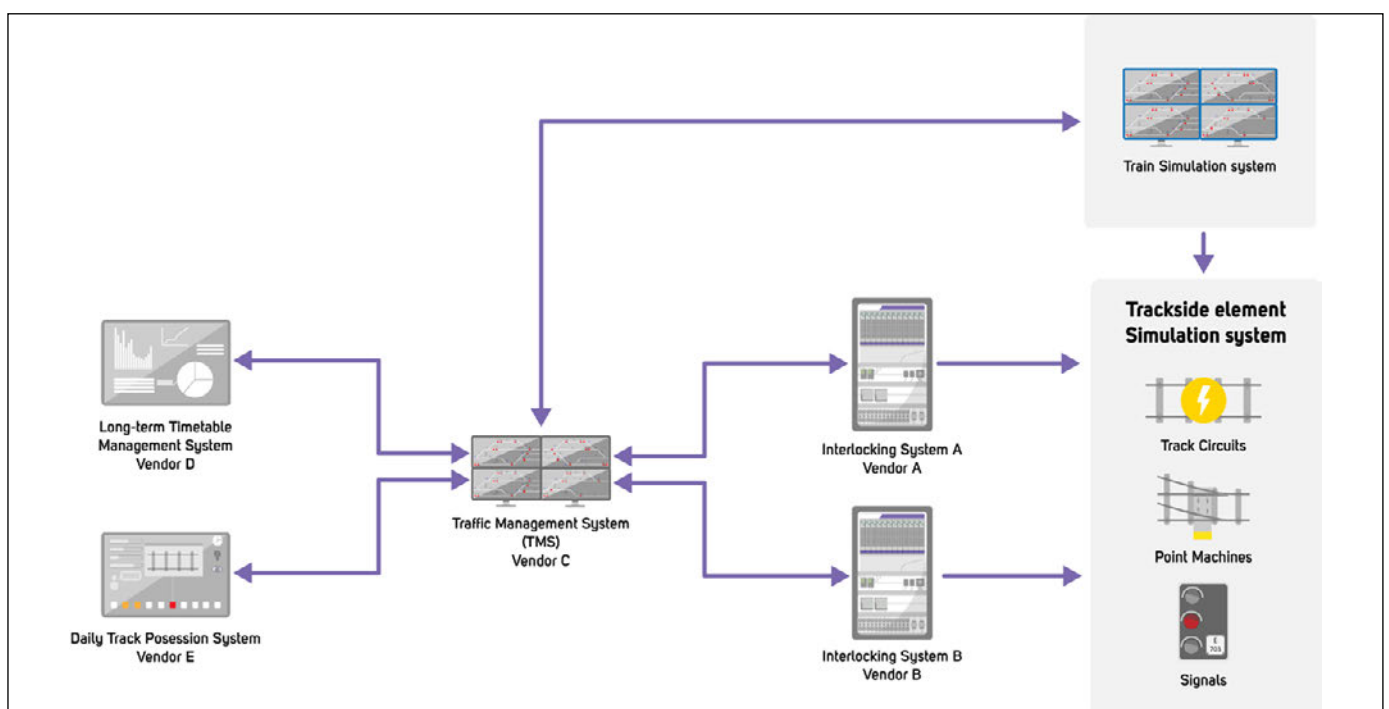 Train Simulation system
Trackside element
Simulation system
Track Circuits
Point Machines
E
703
Signals
Long-term Timetable
Management System
Vendor D
Daily Track Posession System
Vendor E
Traffic Management System
(TMS)
Vendor C
Interlocking System A
Vendor A
Interlocking System B
Vendor B